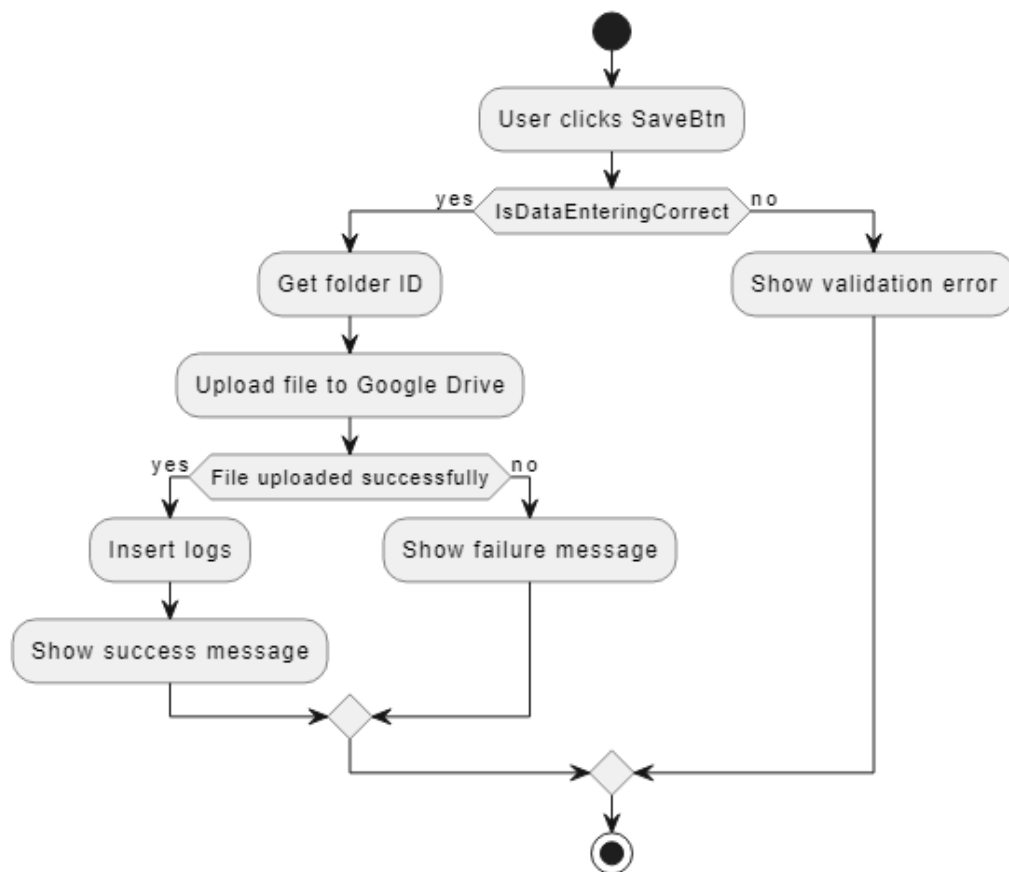 User clicks SaveBtn
yes
IsDataEnteringCorrect
no
Get folder ID
Show validation error
Upload file to Google Drive
yes
File uploaded successfully
no
Insert logs
Show failure message
Show success message